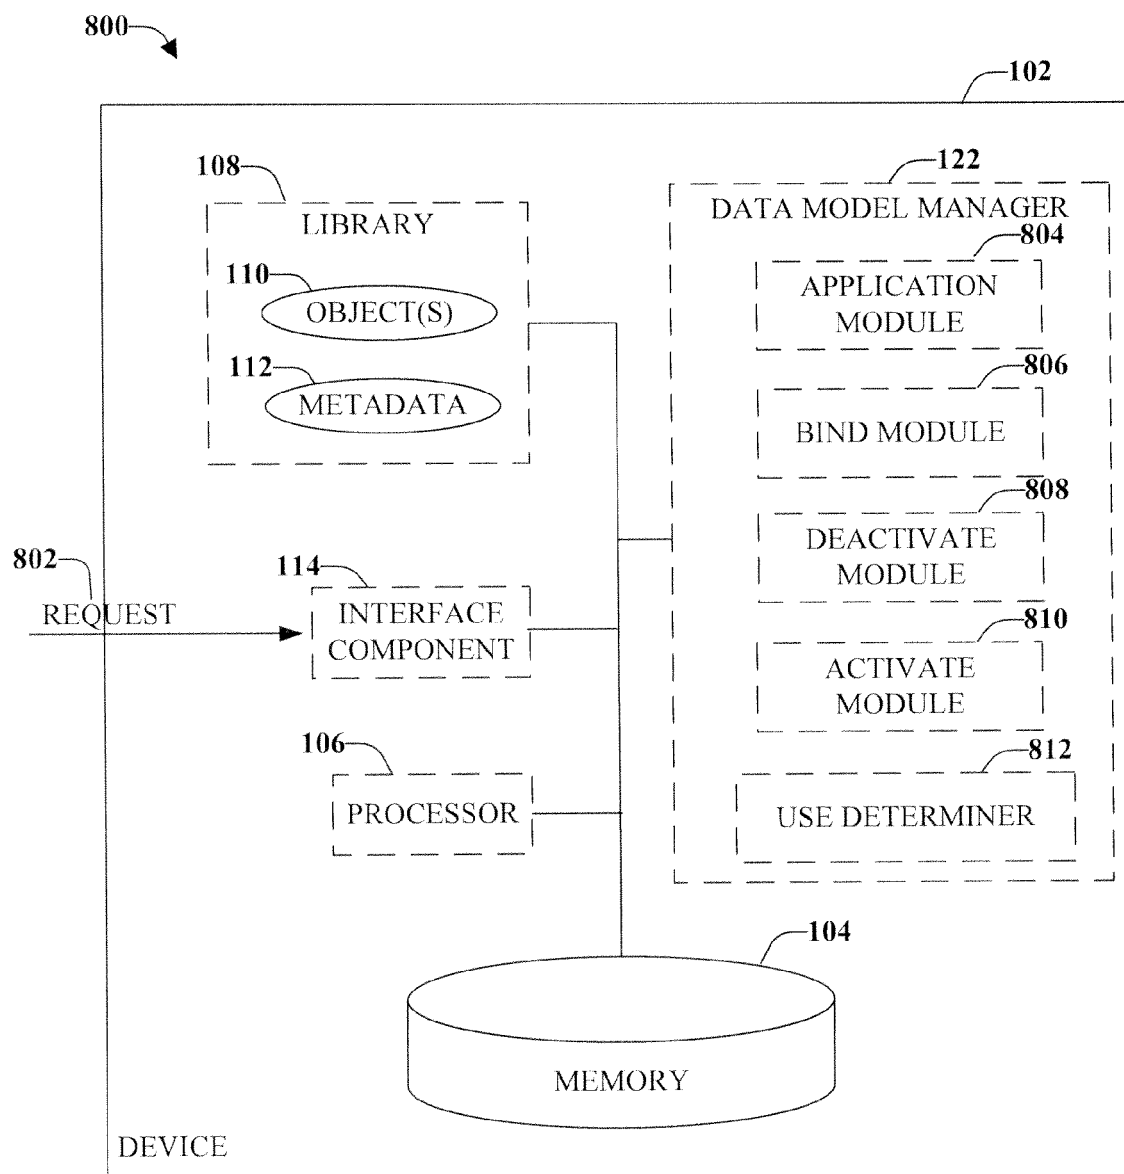 800
102
108
LIBRARY
110
OBJECT(S)
112
METADATA
122
DATA MODEL MANAGER
804
APPLICATION
MODULE
806
BIND MODULE
808
DEACTIVATE
MODULE
810
ACTIVATE
MODULE
812
USE DETERMINER
802
REQUEST
114
INTERFACE
COMPONENT
106
PROCESSOR
104
MEMORY
DEVICE